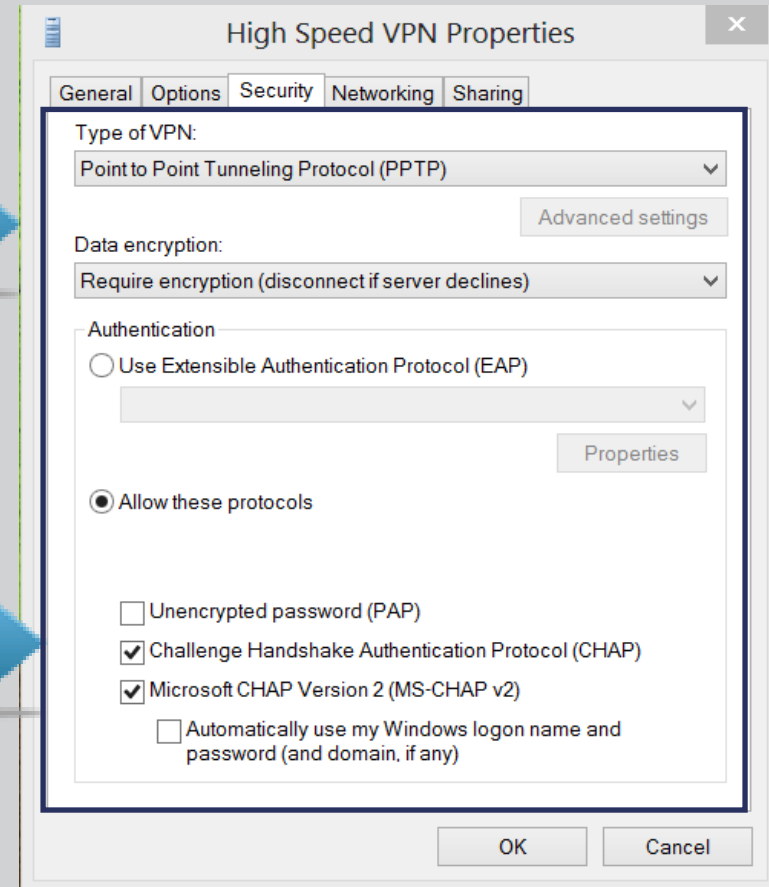 High Speed VPN Properties
General Options Security Networking Sharing
Type of VPN:
Point to Point Tunneling Protocol (PPTP)
Advanced settings
Data encryption:
Require encryption (disconnect if server declines)
Authentication
Use Extensible Authentication Protocol (EAP)
Properties
Allow these protocols
Unencrypted password (PAP)
Challenge Handshake Authentication Protocol (CHAP)
Microsoft CHAP Version 2 (MS-CHAP v2)
Automatically use my Windows logon name and
password (and domain, if any)
OK Cancel